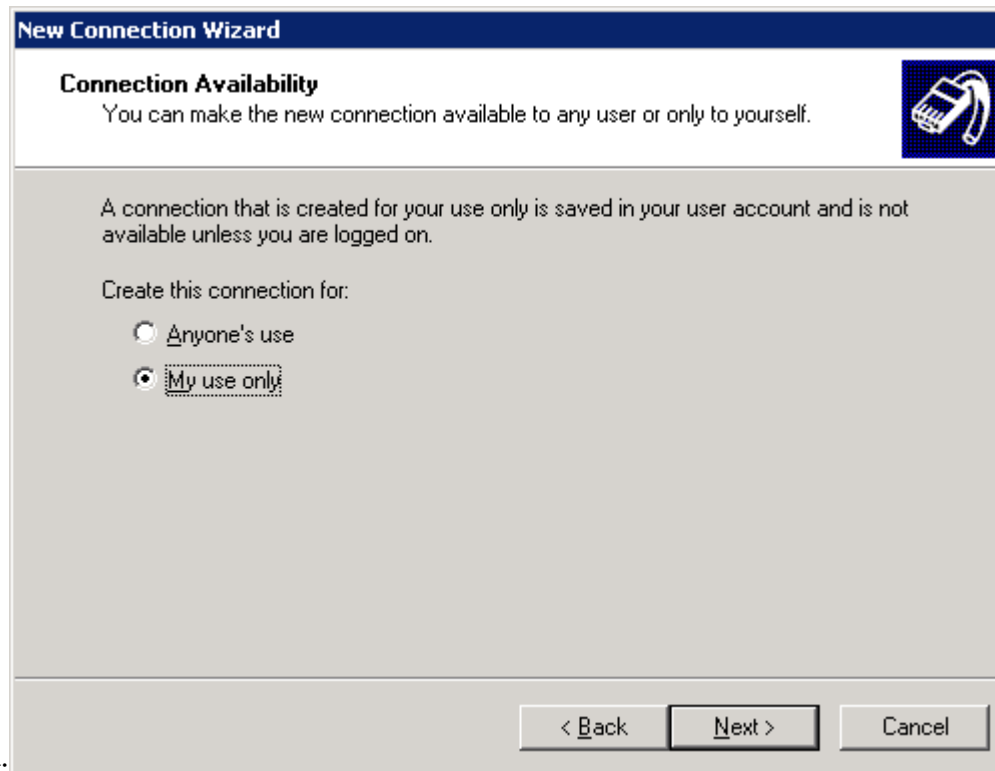 New Connection Wizard
Connection Availability
You can make the new connection available to any user or only to yourself.
A connection that is created for your use only is saved in your user account and is not
available unless you are logged on.
Create this connection for:
Anyone's use
My use only
< Back Next > Cancel
.